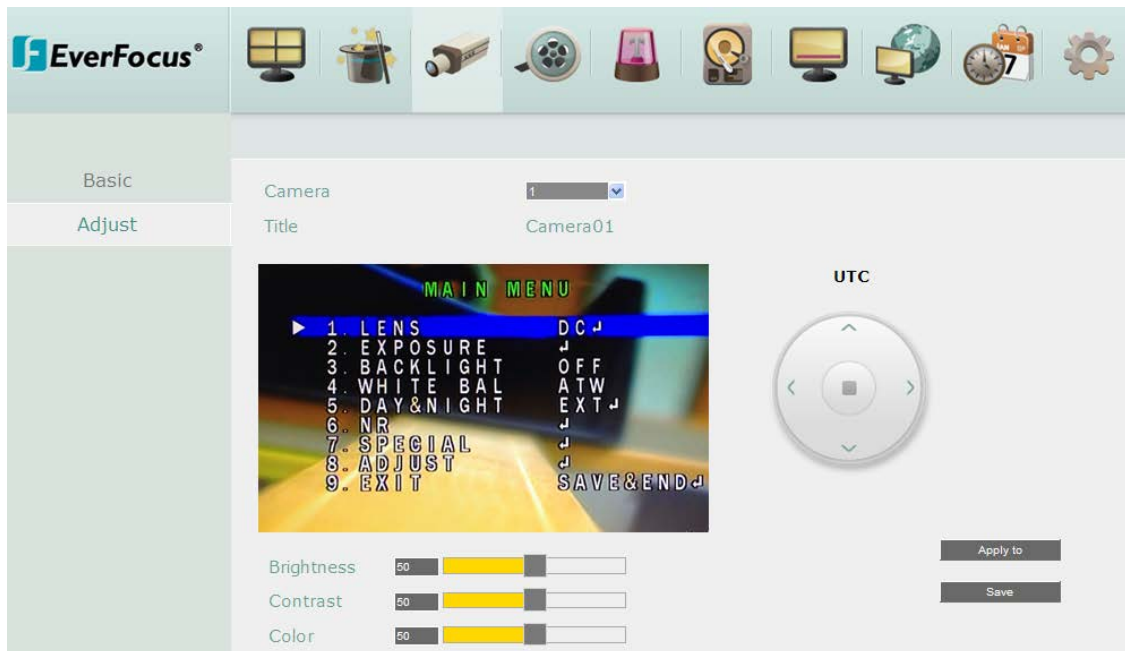 EverFocus®
JAN
7
Basic
Adjust
Camera 1
Title Camera01
UTC
MAIN MENU
1. LENS DC↲
2. EXPOSURE ↲
3. BACKLIGHT OFF
4. WHITE BAL ATW
5. DAY&NIGHT EXT↲
6. NR ↲
7. SPECIAL ↲
8. ADJUST ↲
9. EXIT SAVE&END↲
Brightness 50
Contrast 50
Color 50
Apply to
Save